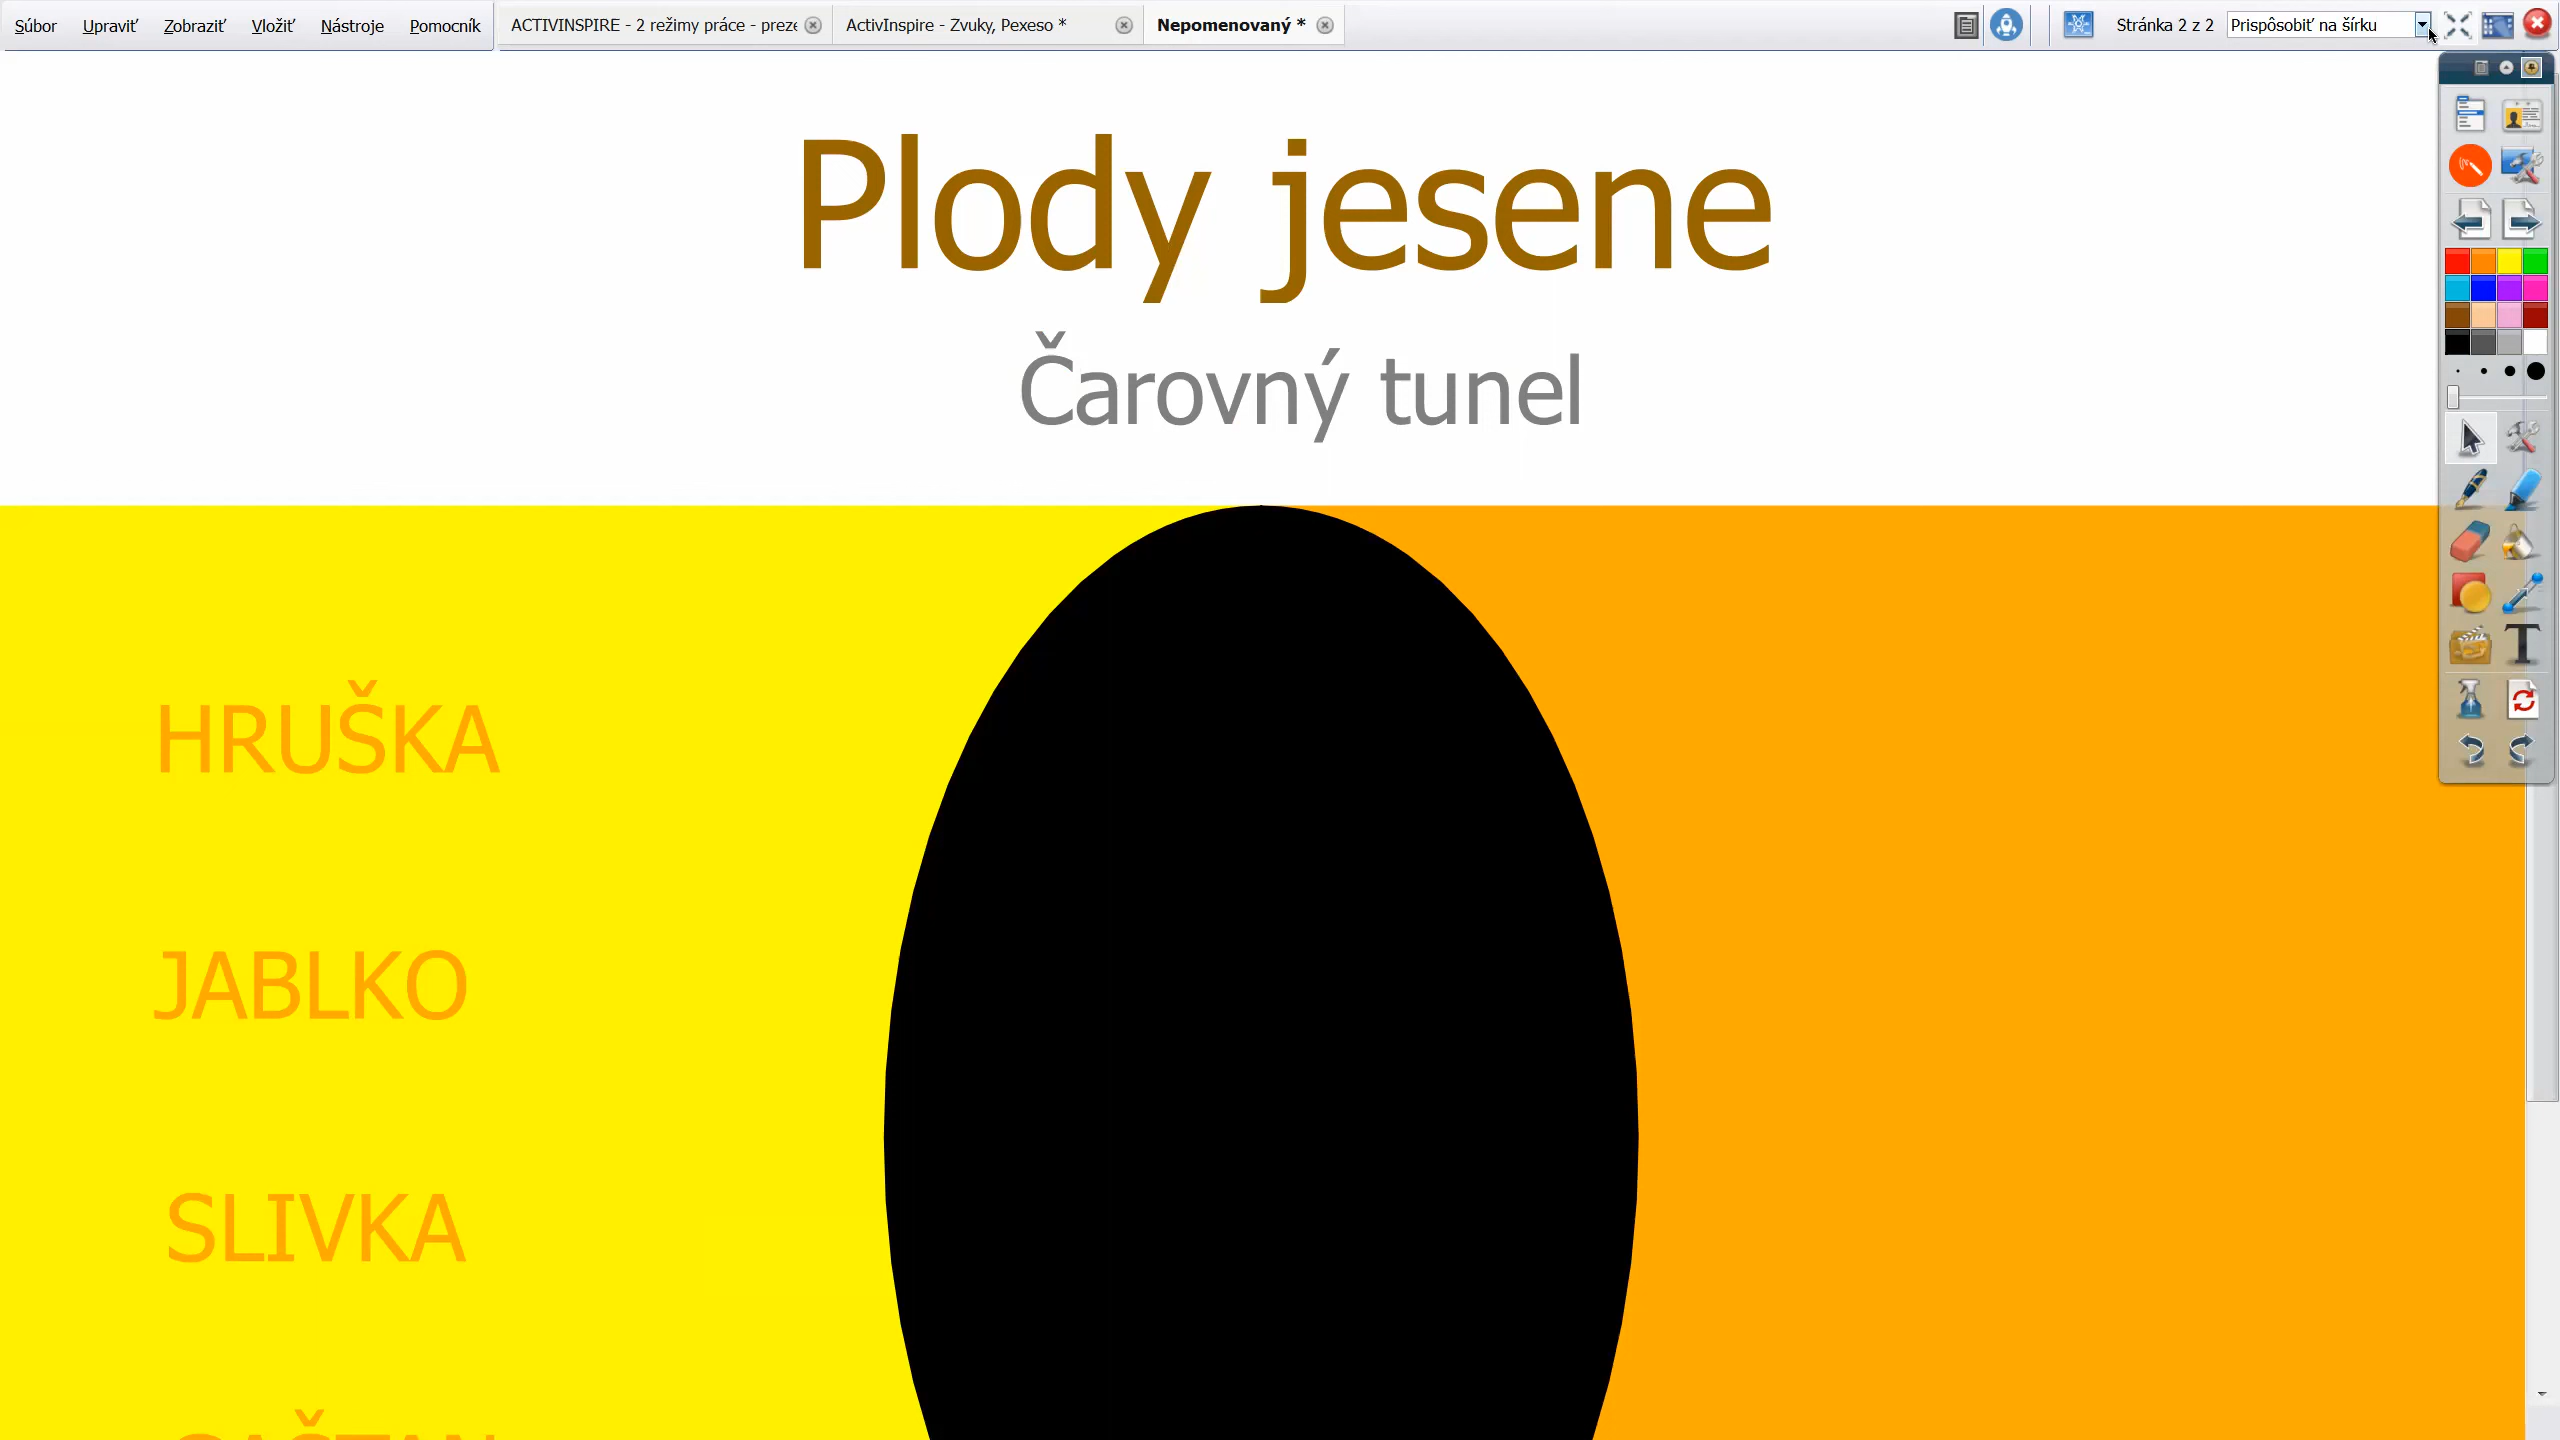 Súbor Upraviť Zobraziť Vložiť Nástroje Pomocník
ACTIVINSPIRE - 2 režimy práce - preze
ActivInspire - Zvuky, Pexeso *
Nepomenovaný *
Stránka 2 z 2
Prispôsobiť na šírku
Plody jesene
Čarovný tunel
HRUŠKA
JABLKO
SLIVKA